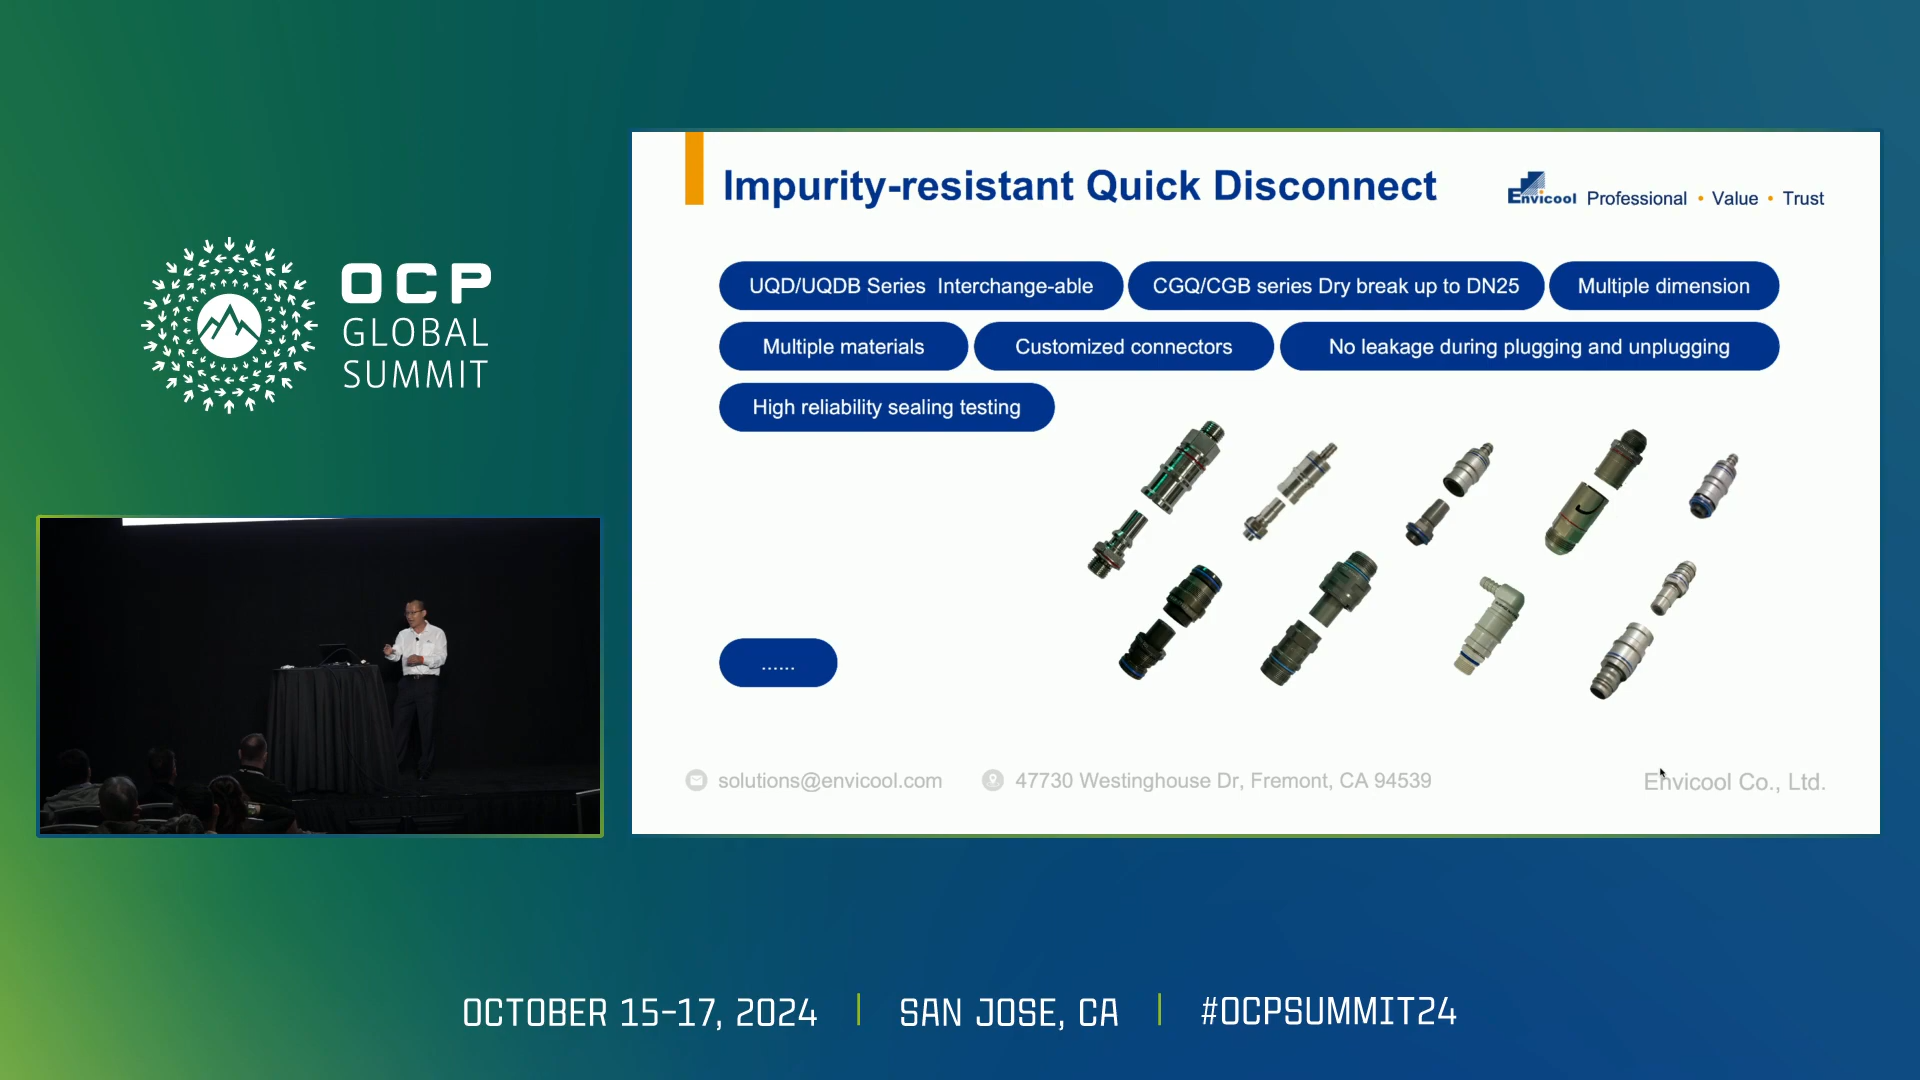 OCP
GLOBAL
SUMMIT
Impurity-resistant Quick Disconnect
Envicool Professional • Value • Trust
UQD/UQDB Series  Interchange-able
CGQ/CGB series Dry break up to DN25
Multiple dimension
Multiple materials
Customized connectors
No leakage during plugging and unplugging
High reliability sealing testing
......
solutions@envicool.com
47730 Westinghouse Dr, Fremont, CA 94539
Envicool Co., Ltd.
OCTOBER 15-17, 2024 | SAN JOSE, CA | #OCPSUMMIT24